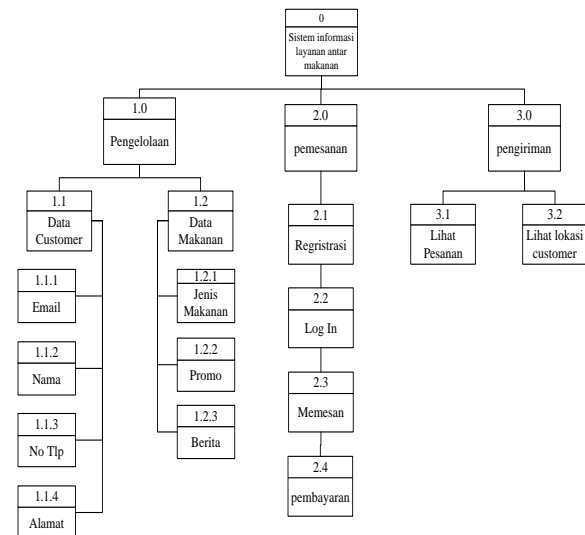 0
Sistem informasi
layanan antar
makanan
1.0
Pengelolaan
2.0
pemesanan
3.0
pengiriman
1.1
Data
Customer
1.2
Data
Makanan
2.1
Regristrasi
3.1
Lihat
Pesanan
3.2
Lihat lokasi
customer
1.1.1
Email
1.2.1
Jenis
Makanan
2.2
Log In
1.1.2
Nama
1.2.2
Promo
2.3
Memesan
1.1.3
No Tlp
1.2.3
Berita
2.4
pembayaran
1.1.4
Alamat